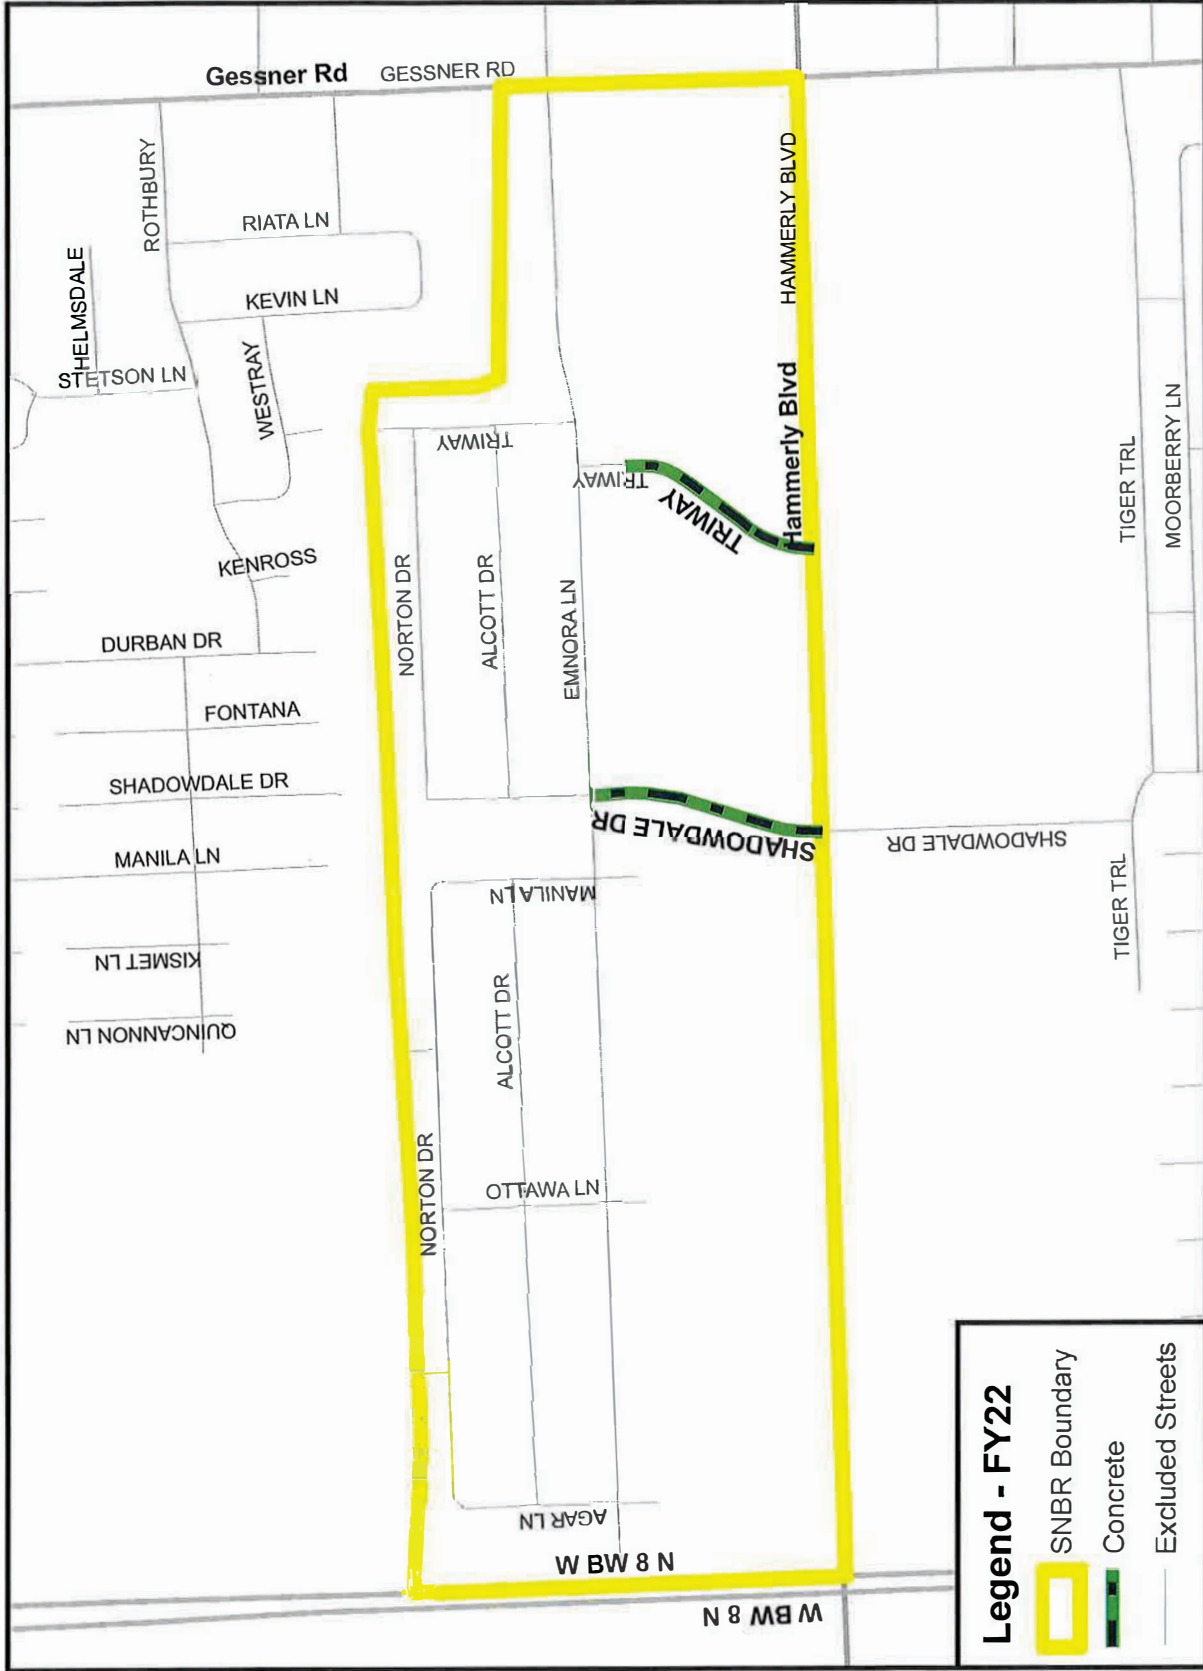 Gessner Rd
GESSNER RD
ROTHBURY
RIATA LN
HELMSDALE
KEVIN LN
STETSON LN
WESTRAY
HAMMERLY BLVD
Hammerly Blvd
TRIWAY
TRIWAY
TRIWAY
KENROSS
DURBAN DR
NORTON DR
ALCOTT DR
EMNORA LN
FONTANA
SHADOWDALE DR
MANILA LN
KISMET LN
QUINCANNON LN
SHADOWDALE DR
SHADOWDALE DR
MANILA LN
TIGER TRL
MOORBERRY LN
TIGER TRL
ALCOTT DR
NORTON DR
OTTAWA LN
AGAR LN
W BW 8 N
W BW 8 N
Legend - FY22
SNBR Boundary
Concrete
Excluded Streets